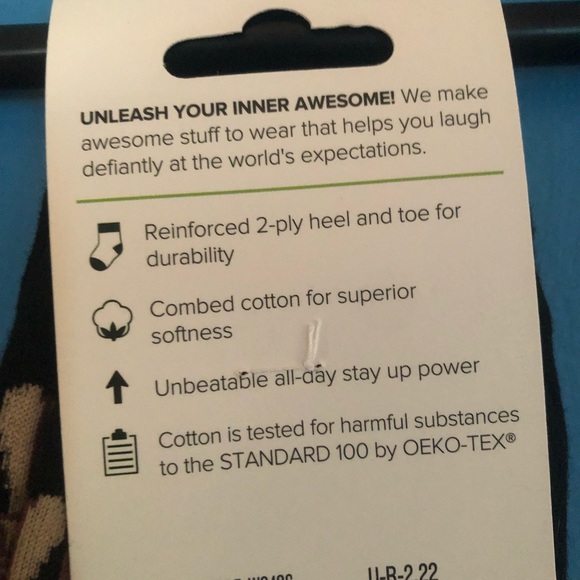 UNLEASH YOUR INNER AWESOME! We make
awesome stuff to wear that helps you laugh
defiantly at the world's expectations.
Reinforced 2-ply heel and toe for
durability
Combed cotton for superior
softness
Unbeatable all-day stay up power
Cotton is tested for harmful substances
to the STANDARD 100 by OEKO-TEX®
U-R-2.22